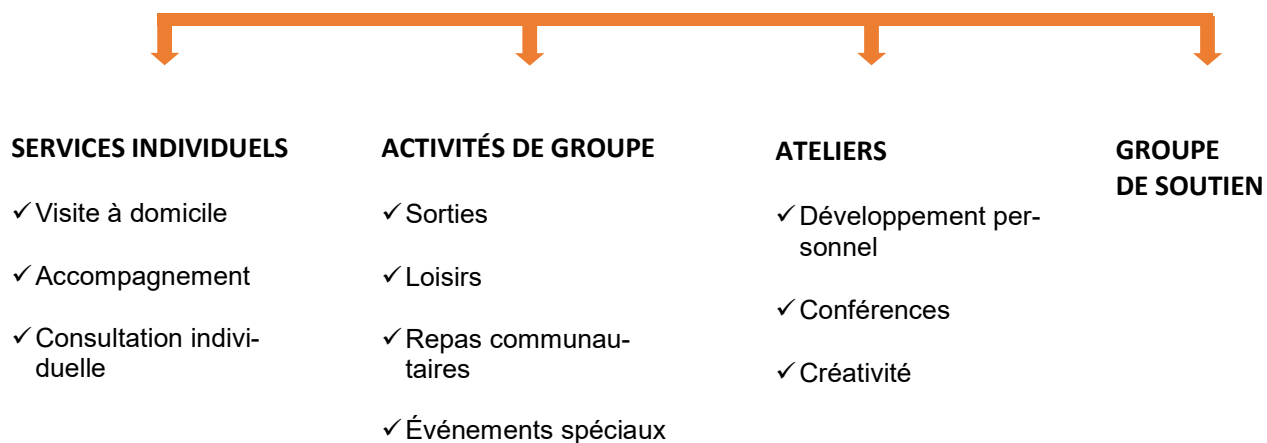 SERVICES INDIVIDUELS
✓ Visite à domicile
✓ Accompagnement
✓ Consultation indivi-
duelle
ACTIVITÉS DE GROUPE
✓ Sorties
✓ Loisirs
✓ Repas communau-
taires
✓ Événements spéciaux
ATELIERS
✓ Développement per-
sonnel
✓ Conférences
✓ Créativité
GROUPE
DE SOUTIEN